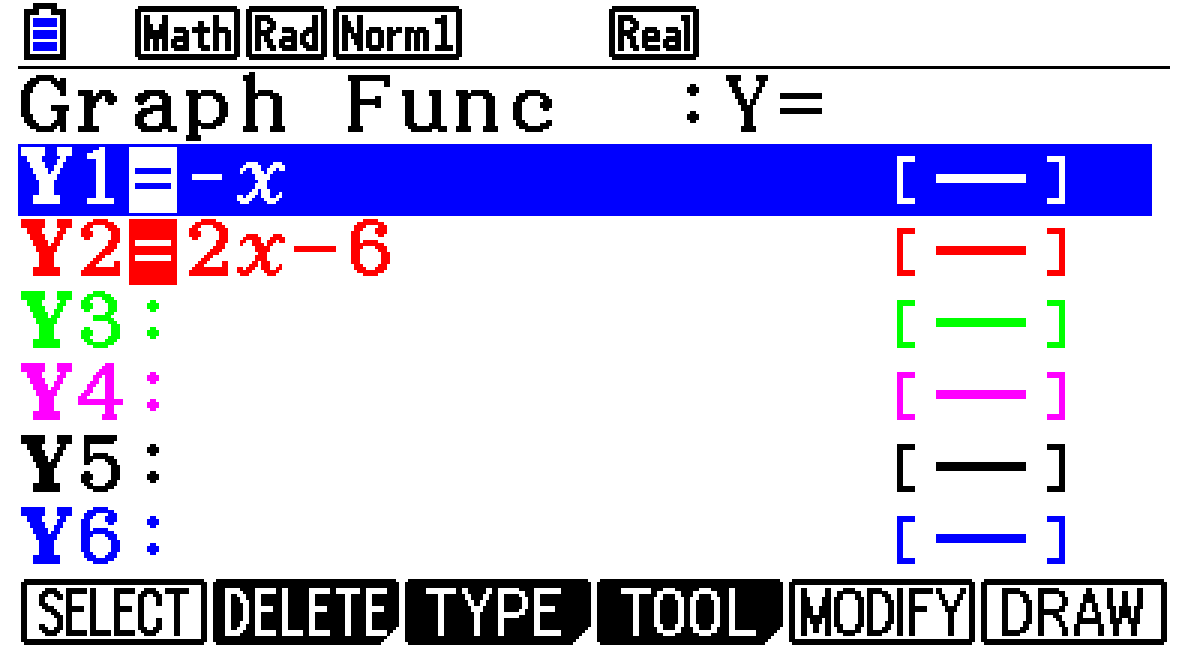 Math Rad Norm1 Real
Graph Func :Y=
Y1=-x [—]
Y2=2x-6 [—]
Y3: [—]
Y4: [—]
Y5: [—]
Y6: [—]
SELECT DELETE TYPE TOOL MODIFY DRAW